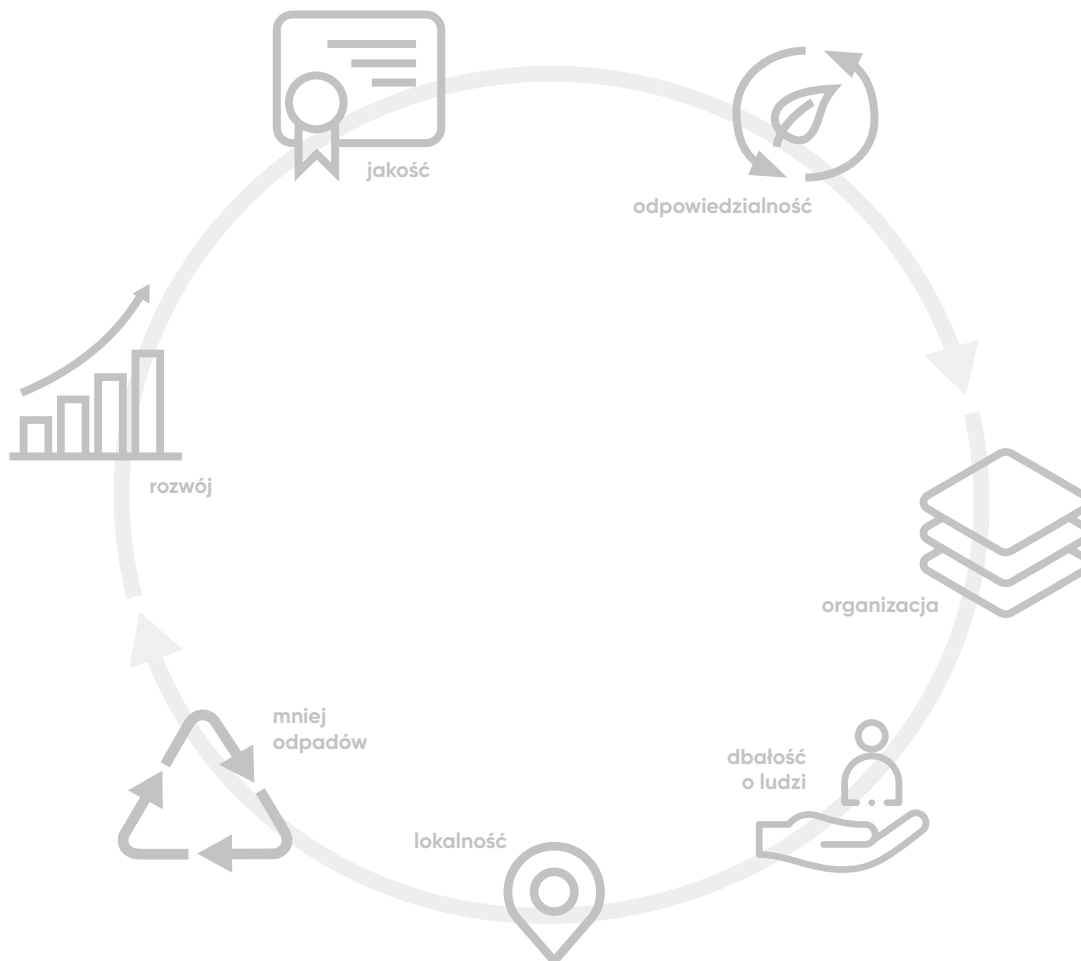 jakość
odpowiedzialność
rozwój
organizacja
mniej
odpadów
dbałość
o ludzi
lokalność